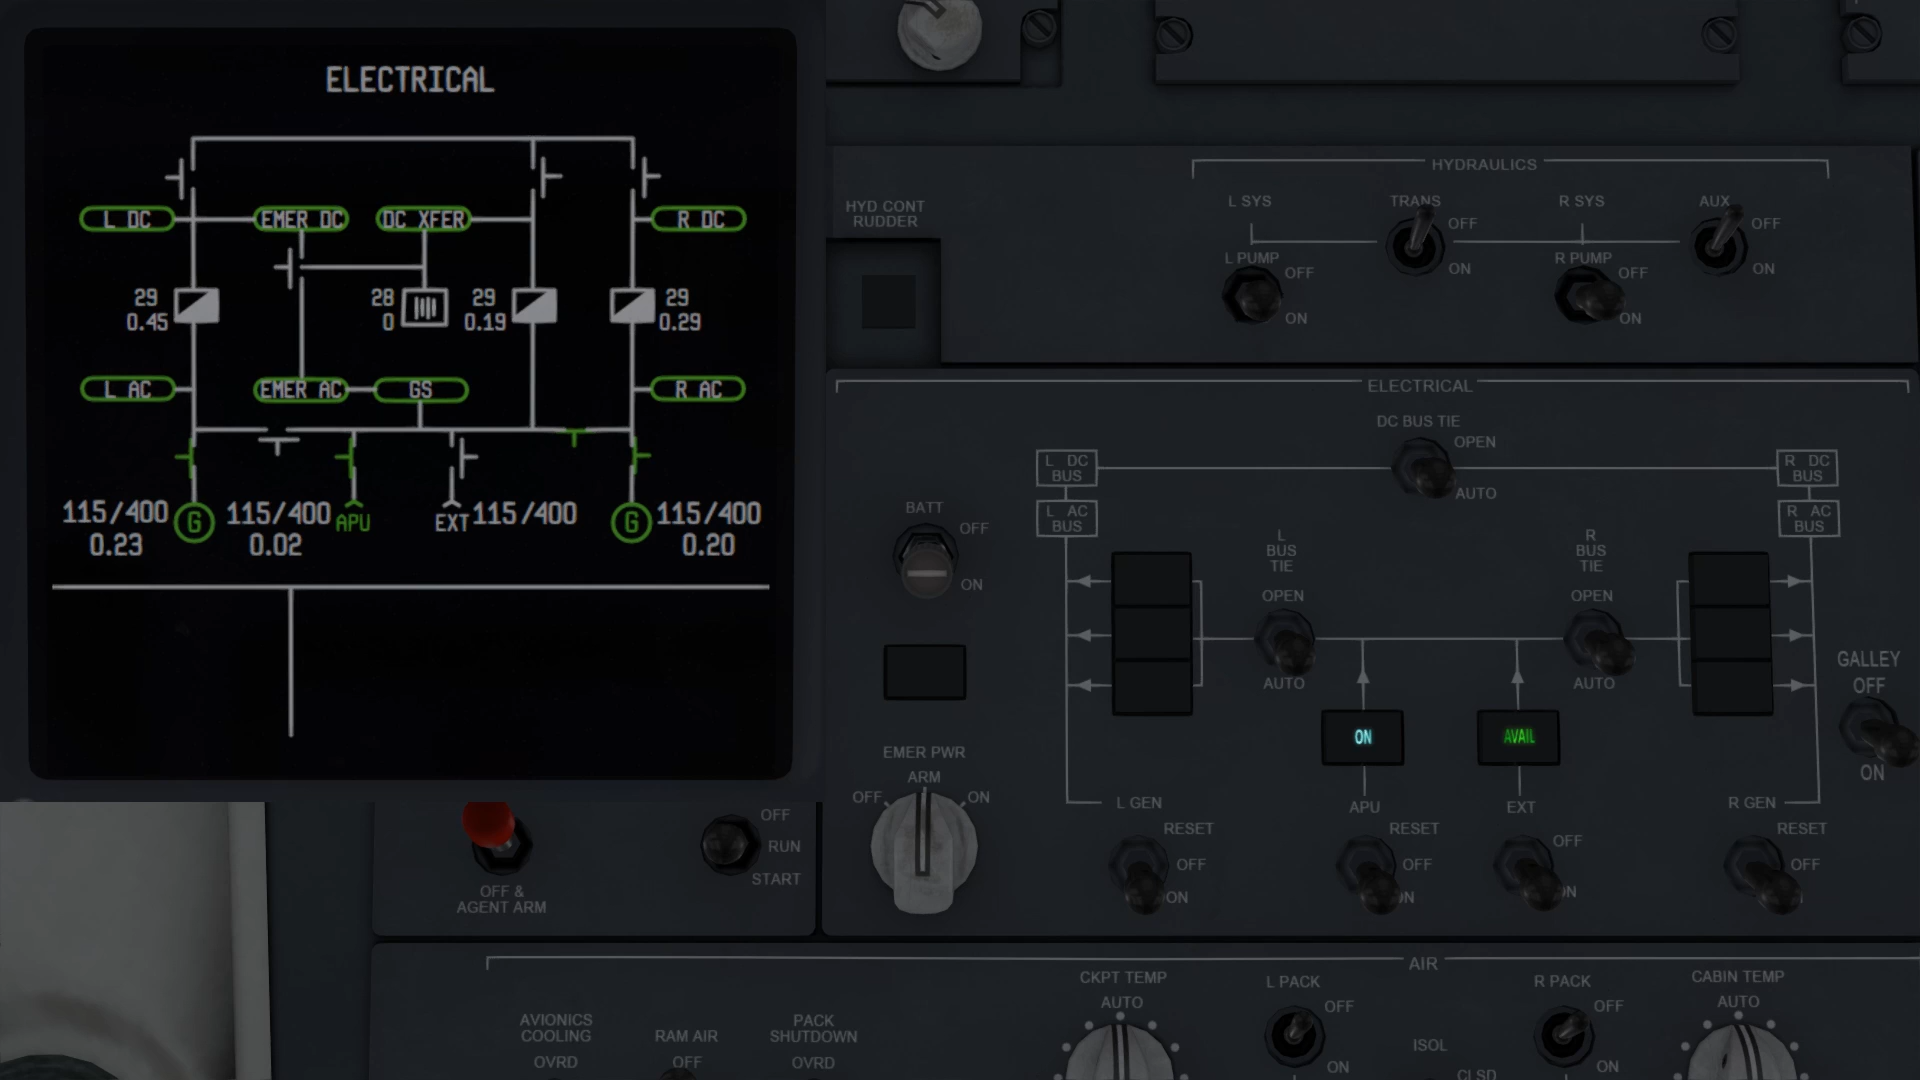 ELECTRICAL
L DC
EMER DC
DC XFER
R DC
29
0.45
28
0
29
0.19
29
0.29
L AC
EMER AC
GS
R AC
115/400
0.23
G
115/400
0.02
APU
EXT
115/400
G
115/400
0.20
HYDRAULICS
HYD CONT
RUDDER
L SYS
TRANS
R SYS
AUX
OFF
ON
OFF
ON
L PUMP
OFF
ON
R PUMP
OFF
ON
ELECTRICAL
DC BUS TIE
OPEN
AUTO
L DC
BUS
R DC
BUS
L AC
BUS
R AC
BUS
BATT
OFF
ON
L
BUS
TIE
OPEN
AUTO
R
BUS
TIE
OPEN
AUTO
GALLEY
OFF
ON
ON
AVAIL
EMER PWR
OFF
ARM
ON
L GEN
APU
EXT
R GEN
RESET
OFF
ON
RESET
OFF
ON
OFF
ON
RESET
OFF
OFF &
AGENT ARM
OFF
RUN
START
AIR
AVIONICS
COOLING
OVRD
RAM AIR
OFF
PACK
SHUTDOWN
OVRD
CKPT TEMP
AUTO
L PACK
OFF
ON
ISOL
CLSD
R PACK
OFF
ON
CABIN TEMP
AUTO